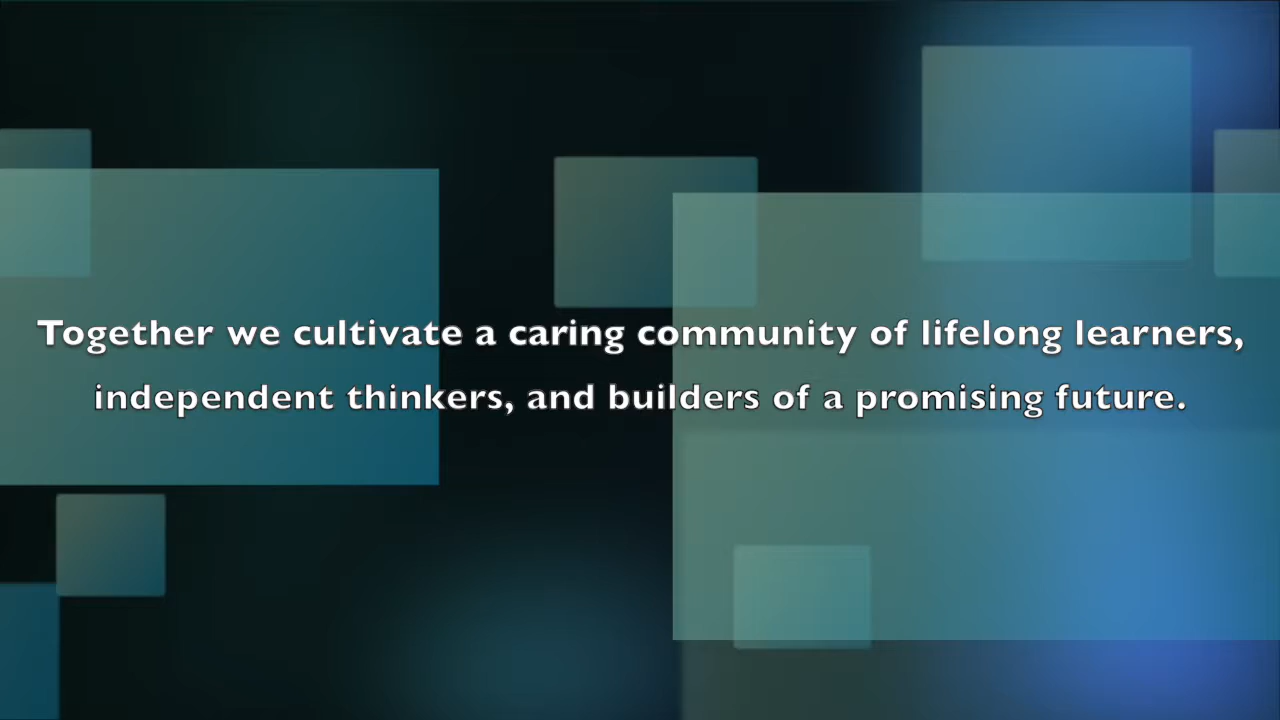 Together we cultivate a caring community of lifelong learners,
independent thinkers, and builders of a promising future.